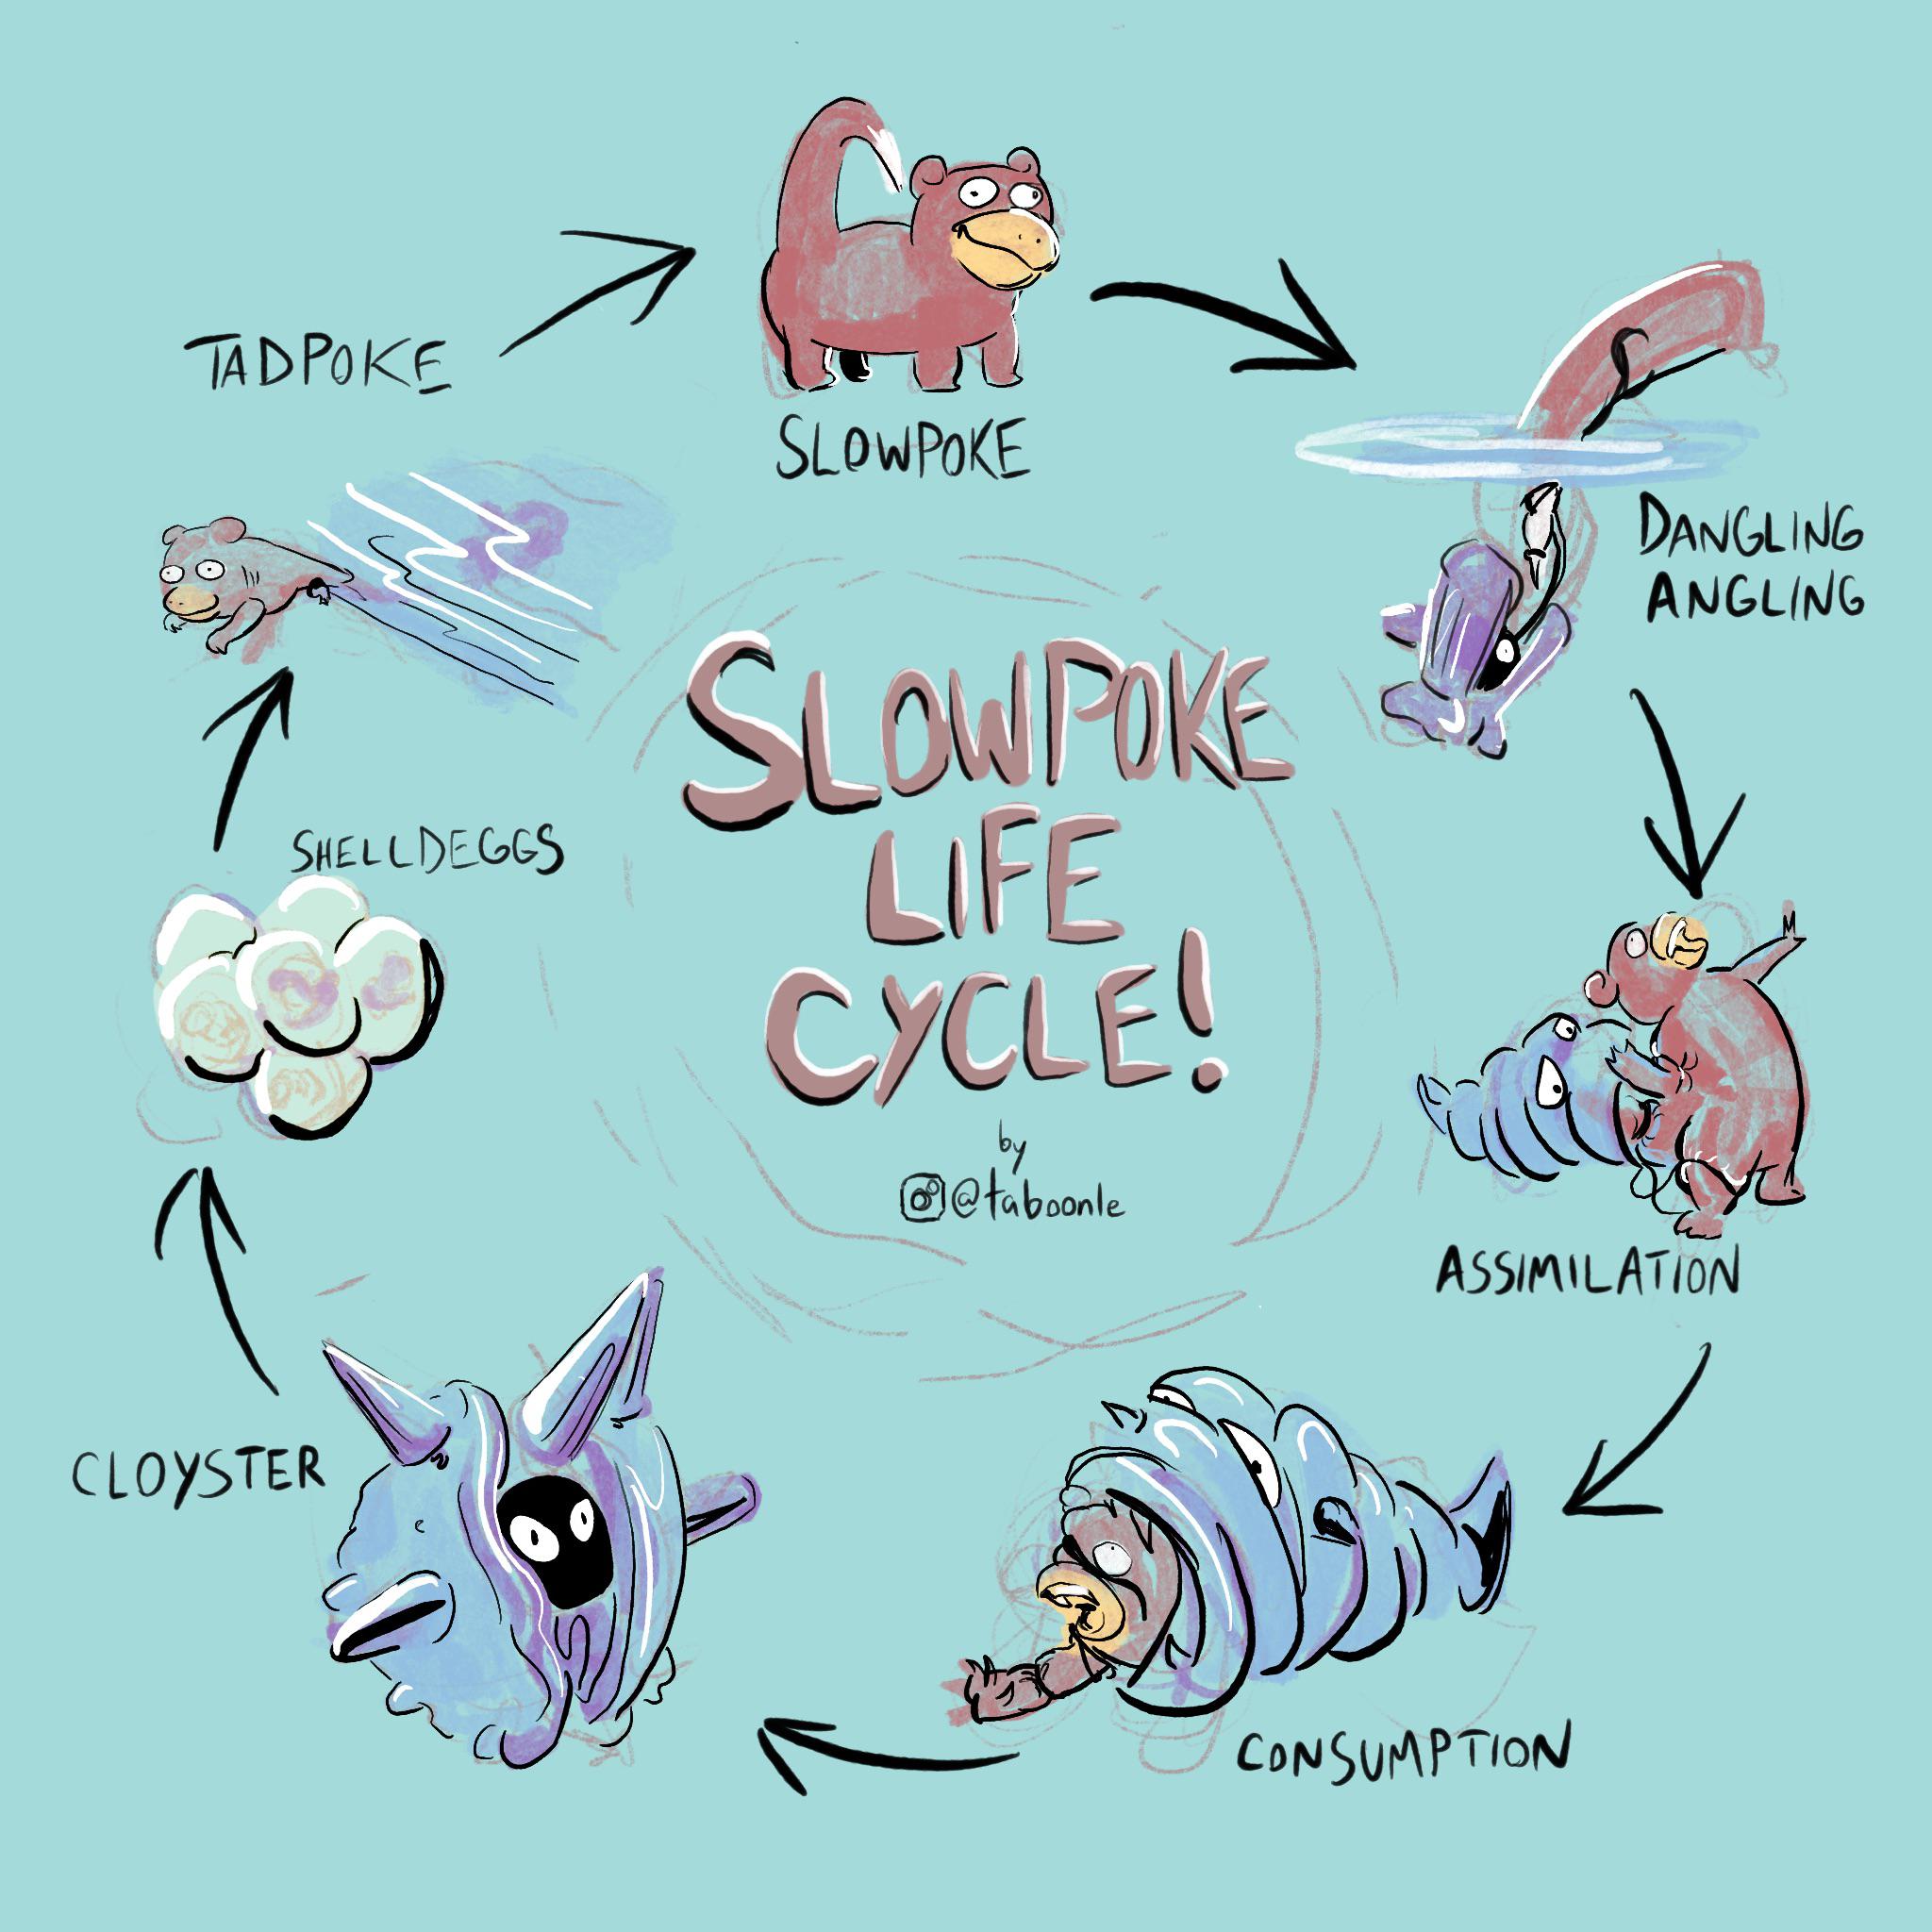 SLOWPOKE
LIFE
CYCLE!
by
@taboonle
SLOWPOKE
DANGLING
ANGLING
ASSIMILATION
CONSUMPTION
CLOYSTER
SHELLDEGGS
TADPOKE